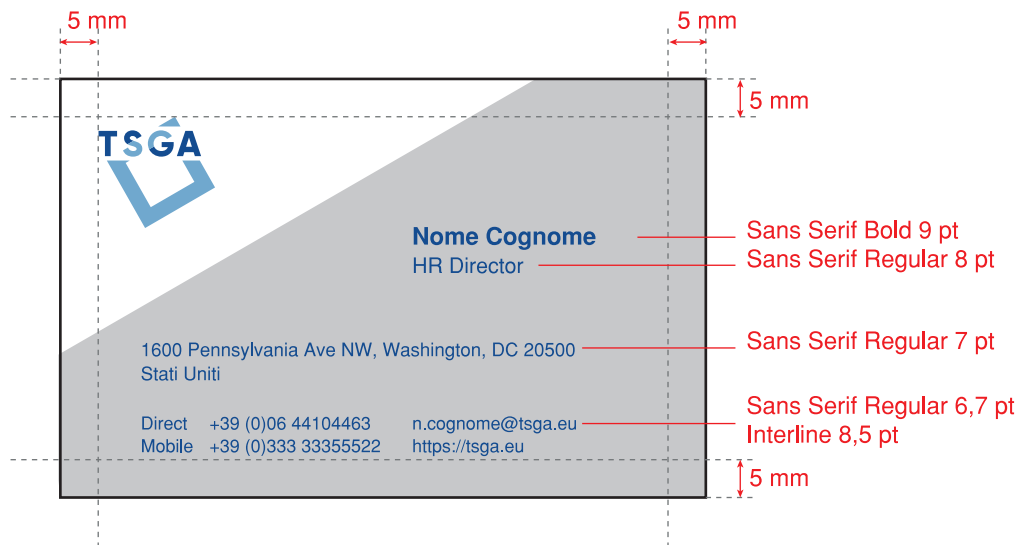 5 mm
5 mm
5 mm
TSGA
Nome Cognome
Sans Serif Bold 9 pt
HR Director
Sans Serif Regular 8 pt
1600 Pennsylvania Ave NW, Washington, DC 20500
Sans Serif Regular 7 pt
Stati Uniti
Direct +39 (0)06 44104463
n.cognome@tsga.eu
Sans Serif Regular 6,7 pt
Mobile +39 (0)333 33355522
https://tsga.eu
Interline 8,5 pt
5 mm